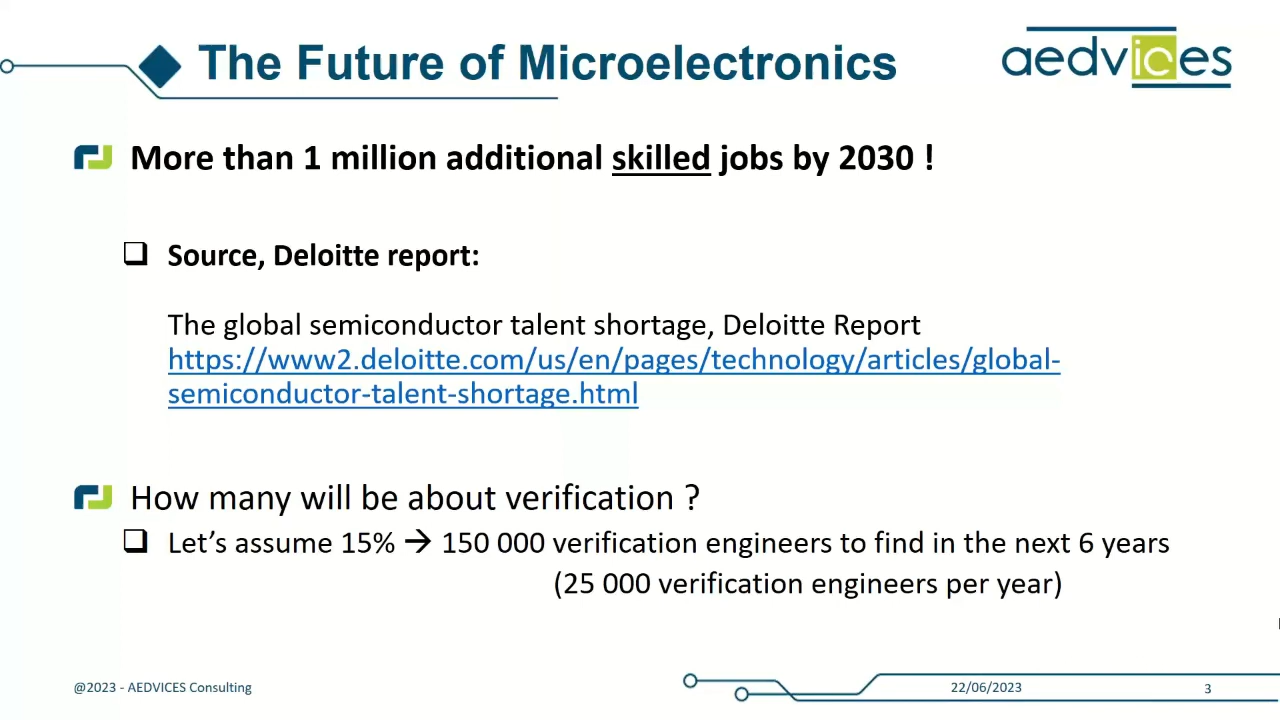 The Future of Microelectronics
aedvices
More than 1 million additional skilled jobs by 2030 !
Source, Deloitte report:
The global semiconductor talent shortage, Deloitte Report
https://www2.deloitte.com/us/en/pages/technology/articles/global-
semiconductor-talent-shortage.html
How many will be about verification ?
Let’s assume 15% → 150 000 verification engineers to find in the next 6 years
(25 000 verification engineers per year)
@2023 - AEDVICES Consulting
22/06/2023
3